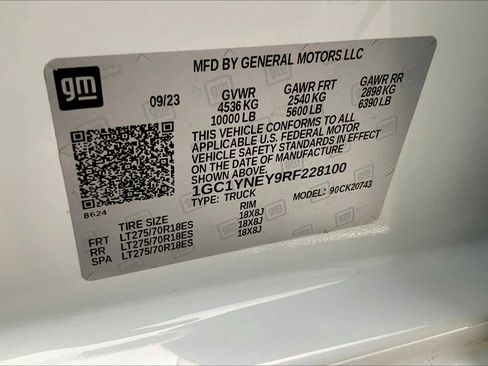 gm
MFD BY GENERAL MOTORS LLC
09/23 GVWR GAWR FRT GAWR RR
4536 KG 2540 KG 2898 KG
10000 LB 5600 LB 6390 LB
THIS VEHICLE CONFORMS TO ALL
APPLICABLE U.S. FEDERAL MOTOR
VEHICLE SAFETY STANDARDS IN EFFECT
ON THE DATE OF MANUFACTURE
SHOWN ABOVE.
1GC1YNEY9RF228100
TYPE: TRUCK MODEL: 90CK20743
8624
TIRE SIZE RIM
FRT LT275/70R18ES 18X8J
RR LT275/70R18ES 18X8J
SPA LT275/70R18ES 18X8J